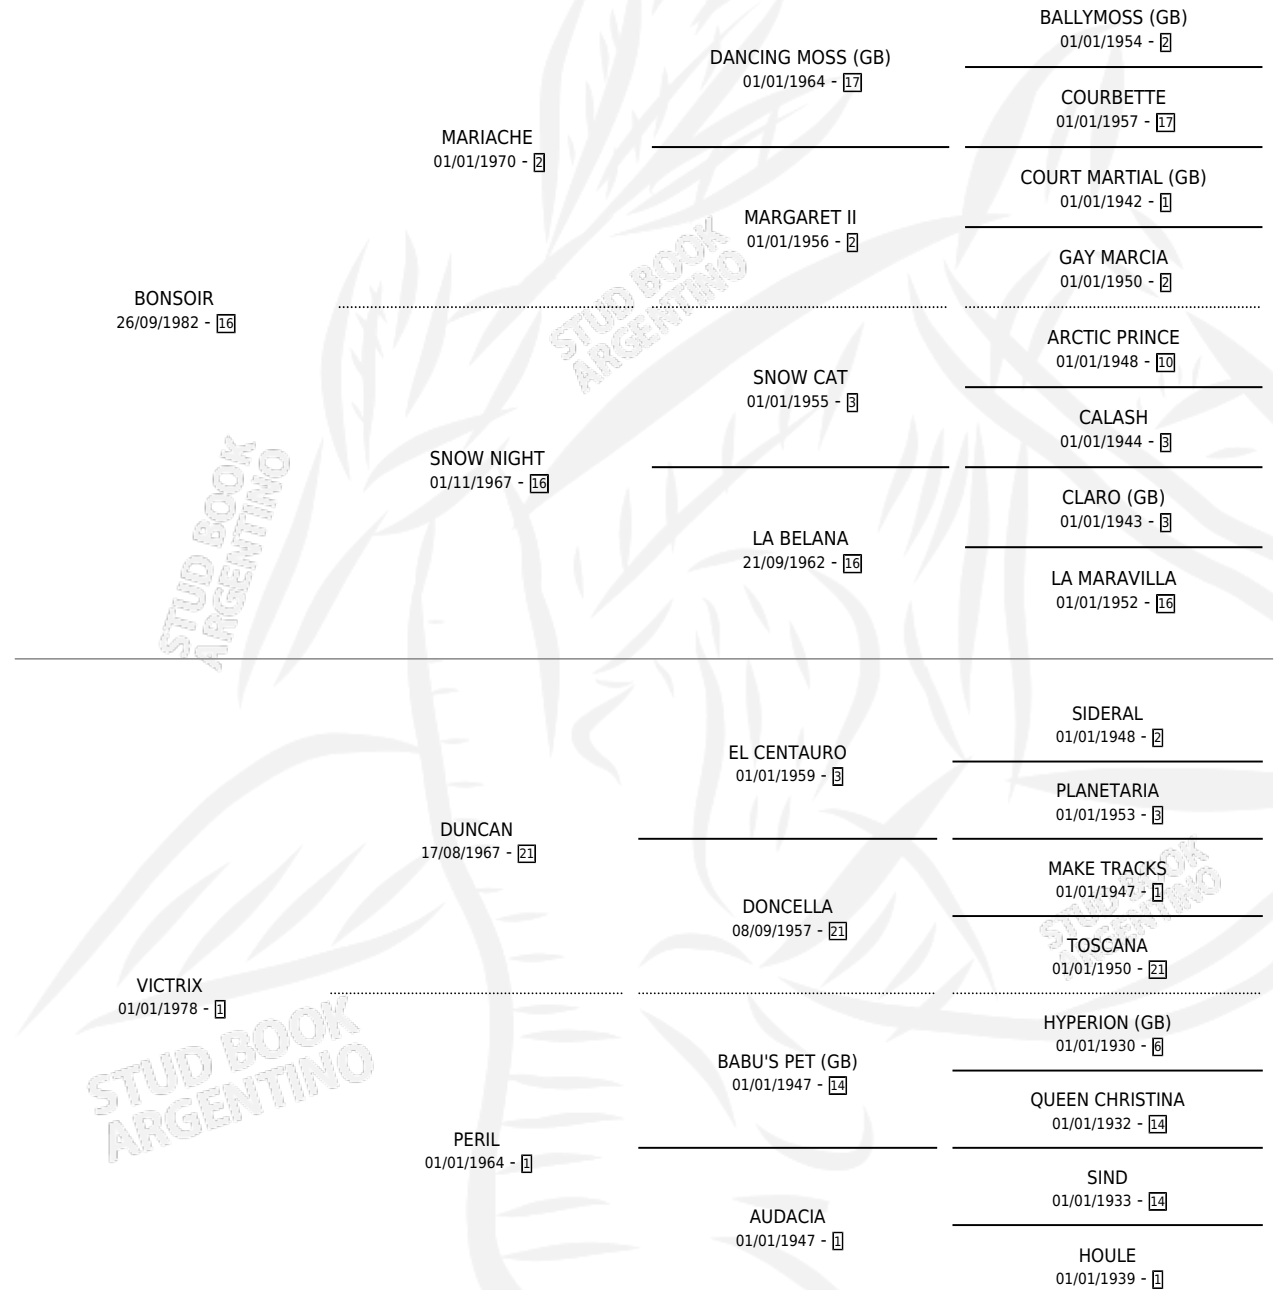 BALLYMOSS (GB)
01/01/1954 - 2
DANCING MOSS (GB)
01/01/1964 - 17
COURBETTE
01/01/1957 - 17
MARIACHE
01/01/1970 - 2
COURT MARTIAL (GB)
01/01/1942 - 1
MARGARET II
01/01/1956 - 2
GAY MARCIA
01/01/1950 - 2
BONSOIR
26/09/1982 - 16
STUD BOOK
ARGENTINO
ARCTIC PRINCE
01/01/1948 - 10
SNOW CAT
01/01/1955 - 3
CALASH
01/01/1944 - 3
SNOW NIGHT
01/11/1967 - 16
CLARO (GB)
01/01/1943 - 3
LA BELANA
21/09/1962 - 16
LA MARAVILLA
01/01/1952 - 16
STUD BOOK
ARGENTINO
SIDERAL
01/01/1948 - 2
EL CENTAURO
01/01/1959 - 3
PLANETARIA
01/01/1953 - 3
DUNCAN
17/08/1967 - 21
MAKE TRACKS
01/01/1947 - 1
STUD BOOK
ARGENTINO
DONCELLA
08/09/1957 - 21
TOSCANA
01/01/1950 - 21
VICTRIX
01/01/1978 - 1
STUD BOOK
ARGENTINO
HYPERION (GB)
01/01/1930 - 6
BABU'S PET (GB)
01/01/1947 - 14
QUEEN CHRISTINA
01/01/1932 - 14
PERIL
01/01/1964 - 1
SIND
01/01/1933 - 14
AUDACIA
01/01/1947 - 1
HOULE
01/01/1939 - 1